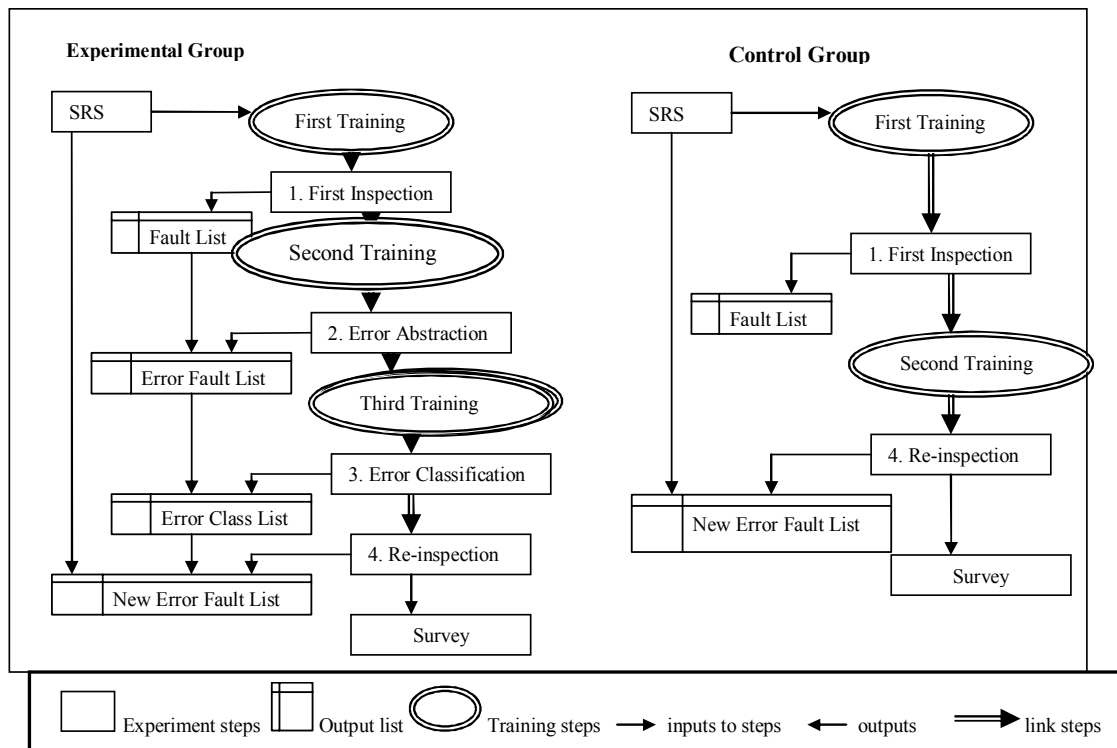 Experimental Group
SRS
First Training
1. First Inspection
Fault List
Second Training
2. Error Abstraction
Error Fault List
Third Training
3. Error Classification
Error Class List
4. Re-inspection
New Error Fault List
Survey
Control Group
SRS
First Training
1. First Inspection
Fault List
Second Training
4. Re-inspection
New Error Fault List
Survey
Experiment steps
Output list
Training steps
inputs to steps
outputs
link steps